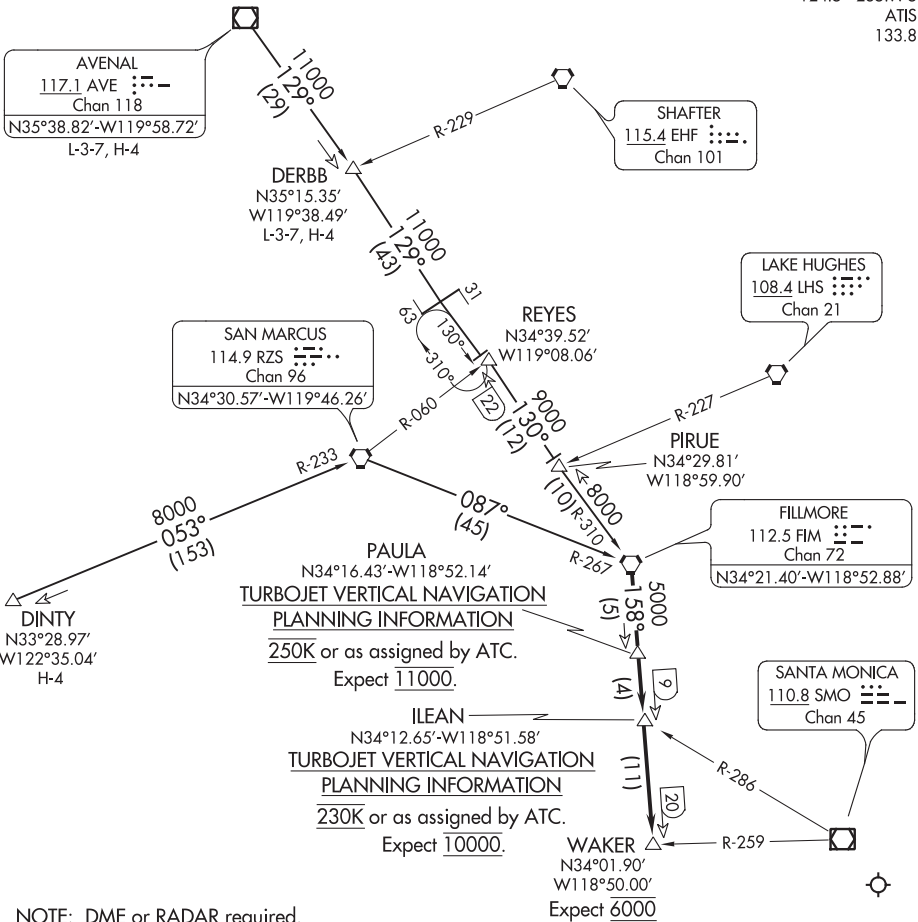 ATIS
133.8
AVENAL
117.1 AVE
Chan 118
N35°38.82'-W119°58.72'
L-3-7, H-4
11000
129°
(29)
SHAFTER
115.4 EHF
Chan 101
R-229
DERBB
N35°15.35'
W119°38.49'
L-3-7, H-4
11000
129°
(43)
LAKE HUGHES
108.4 LHS
Chan 21
31
63
REYES
N34°39.52'
W119°08.06'
130°
310°
22
SAN MARCUS
114.9 RZS
Chan 96
N34°30.57'-W119°46.26'
R-060
9000
130°
(12)
R-227
PIRUE
N34°29.81'
W118°59.90'
R-233
8000
053°
(153)
087°
(45)
8000
R-310
(10)
R-267
FILLMORE
112.5 FIM
Chan 72
N34°21.40'-W118°52.88'
DINTY
N33°28.97'
W122°35.04'
H-4
PAULA
N34°16.43'-W118°52.14'
TURBOJET VERTICAL NAVIGATION
PLANNING INFORMATION
250K or as assigned by ATC.
Expect 11000.
5000
158°
(5)
(4)
9
SANTA MONICA
110.8 SMO
Chan 45
ILEAN
N34°12.65'-W118°51.58'
TURBOJET VERTICAL NAVIGATION
PLANNING INFORMATION
230K or as assigned by ATC.
Expect 10000.
(11)
20
R-286
R-259
WAKER
N34°01.90'
W118°50.00'
Expect 6000
NOTE: DME or RADAR required.